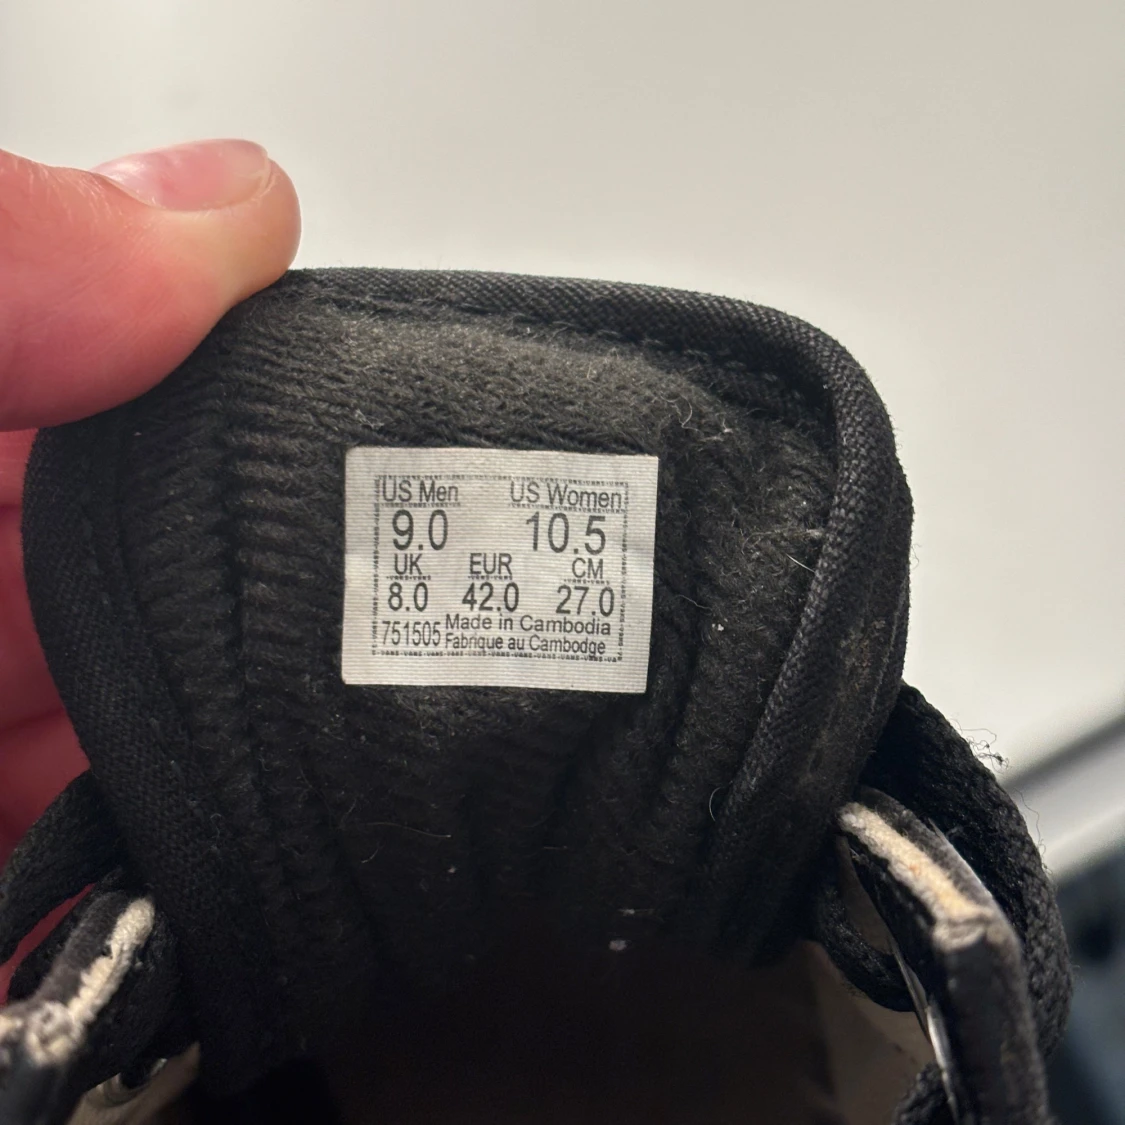 US Men US Women
9.0 10.5
UK EUR CM
8.0 42.0 27.0
751505 Made in Cambodia
Fabrique au Cambodge